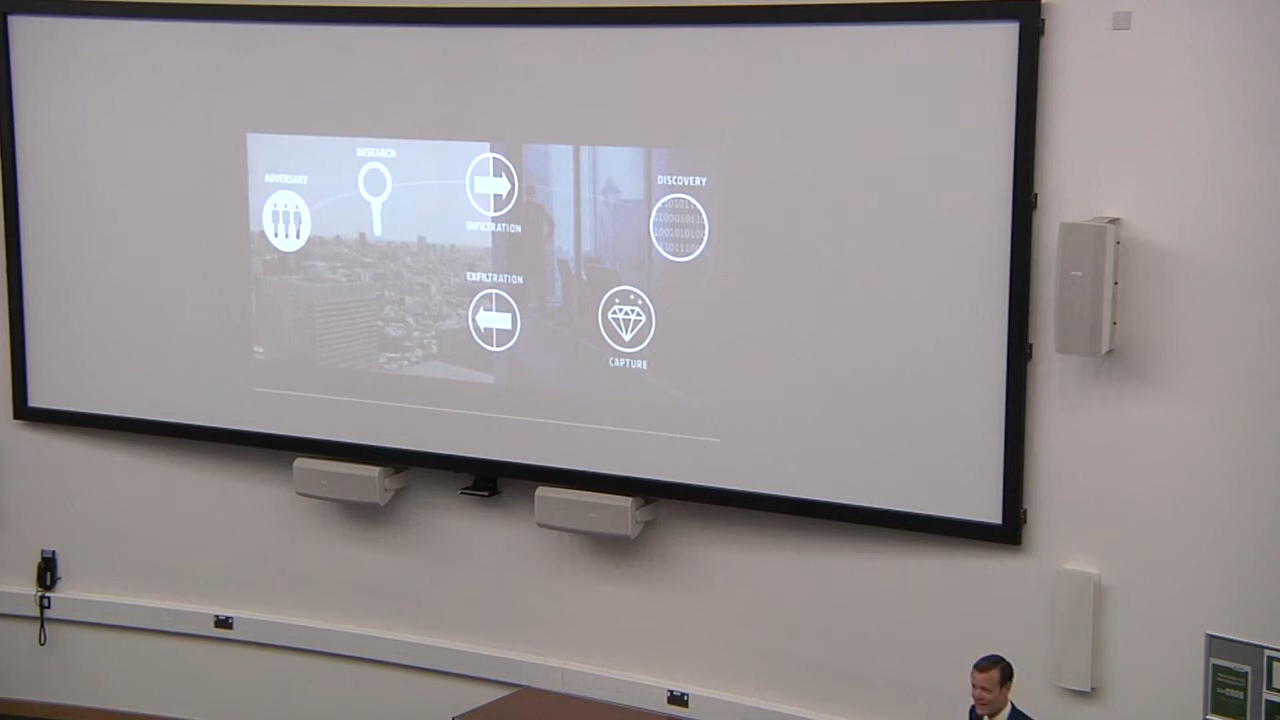 RESEARCH
ADVERSARY
INFILTRATION
DISCOVERY
EXFILTRATION
CAPTURE